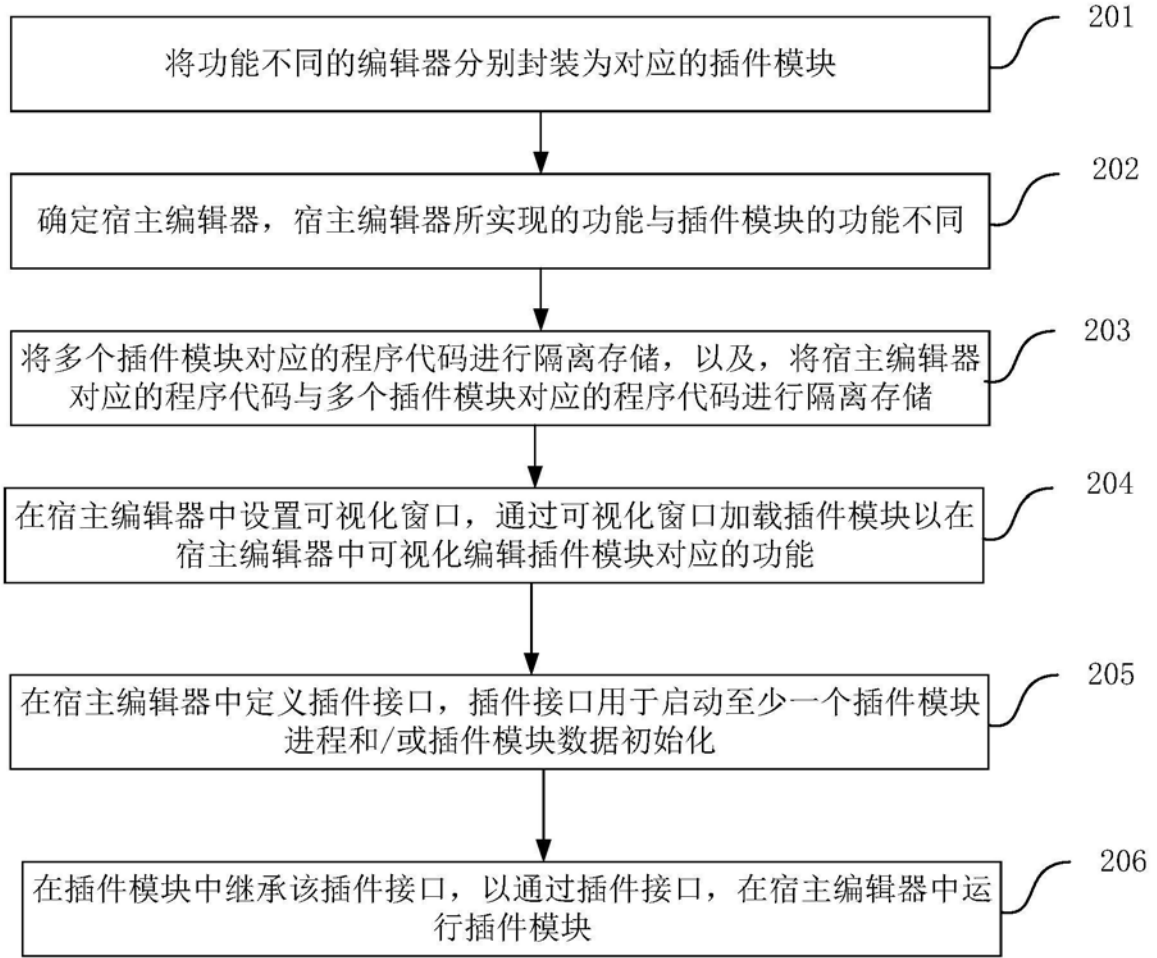 201
将功能不同的编辑器分别封装为对应的插件模块
202
确定宿主编辑器，宿主编辑器所实现的功能与插件模块的功能不同
203
将多个插件模块对应的程序代码进行隔离存储，以及，将宿主编辑器
对应的程序代码与多个插件模块对应的程序代码进行隔离存储
204
在宿主编辑器中设置可视化窗口，通过可视化窗口加载插件模块以在
宿主编辑器中可视化编辑插件模块对应的功能
205
在宿主编辑器中定义插件接口，插件接口用于启动至少一个插件模块
进程和/或插件模块数据初始化
206
在插件模块中继承该插件接口，以通过插件接口，在宿主编辑器中运
行插件模块